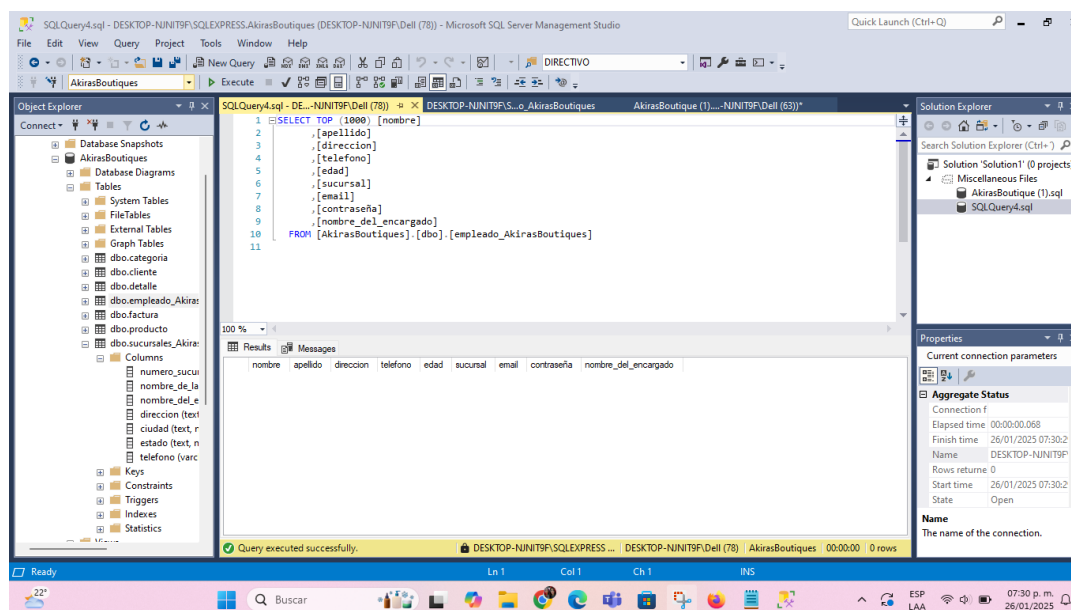 SQLQuery4.sql - DESKTOP-NJNIT9F\SQLEXPRESS.AkirasBoutiques (DESKTOP-NJNIT9F\Dell (78)) - Microsoft SQL Server Management Studio
Quick Launch (Ctrl+Q)
File Edit View Query Project Tools Window Help
New Query
DIRECTIVO
AkirasBoutiques
Execute
Object Explorer
Connect
Database Snapshots
AkirasBoutiques
Database Diagrams
Tables
System Tables
FileTables
External Tables
Graph Tables
dbo.categoria
dbo.cliente
dbo.detalle
dbo.empleado_Akiras
dbo.factura
dbo.producto
dbo.sucursales_Akiras
Columns
numero_sucu
nombre_de_la
nombre_del_e
direccion (text
ciudad (text, n
estado (text, n
telefono (varc
Keys
Constraints
Triggers
Indexes
Statistics
SQLQuery4.sql - DE...-NJNIT9F\Dell (78))
DESKTOP-NJNIT9F\S...o_AkirasBoutiques
AkirasBoutique (1)....-NJNIT9F\Dell (63))*
1 SELECT TOP (1000) [nombre]
2 ,[apellido]
3 ,[direccion]
4 ,[telefono]
5 ,[edad]
6 ,[sucursal]
7 ,[email]
8 ,[contraseña]
9 ,[nombre_del_encargado]
10 FROM [AkirasBoutiques].[dbo].[empleado_AkirasBoutiques]
11
100 %
Results Messages
nombre apellido direccion telefono edad sucursal email contraseña nombre_del_encargado
Query executed successfully.
DESKTOP-NJNIT9F\SQLEXPRESS ...
DESKTOP-NJNIT9F\Dell (78)
AkirasBoutiques
00:00:00
0 rows
Solution Explorer
Search Solution Explorer (Ctrl+')
Solution 'Solution1' (0 projects
Miscellaneous Files
AkirasBoutique (1).sql
SQLQuery4.sql
Properties
Current connection parameters
Aggregate Status
Connection f
Elapsed time 00:00:00.068
Finish time 26/01/2025 07:30:2
Name DESKTOP-NJNIT9F
Rows returne 0
Start time 26/01/2025 07:30:2
State Open
Name
The name of the connection.
Ready
Ln 1 Col 1 Ch 1 INS
22°
Buscar
ESP
LAA
07:30 p. m.
26/01/2025